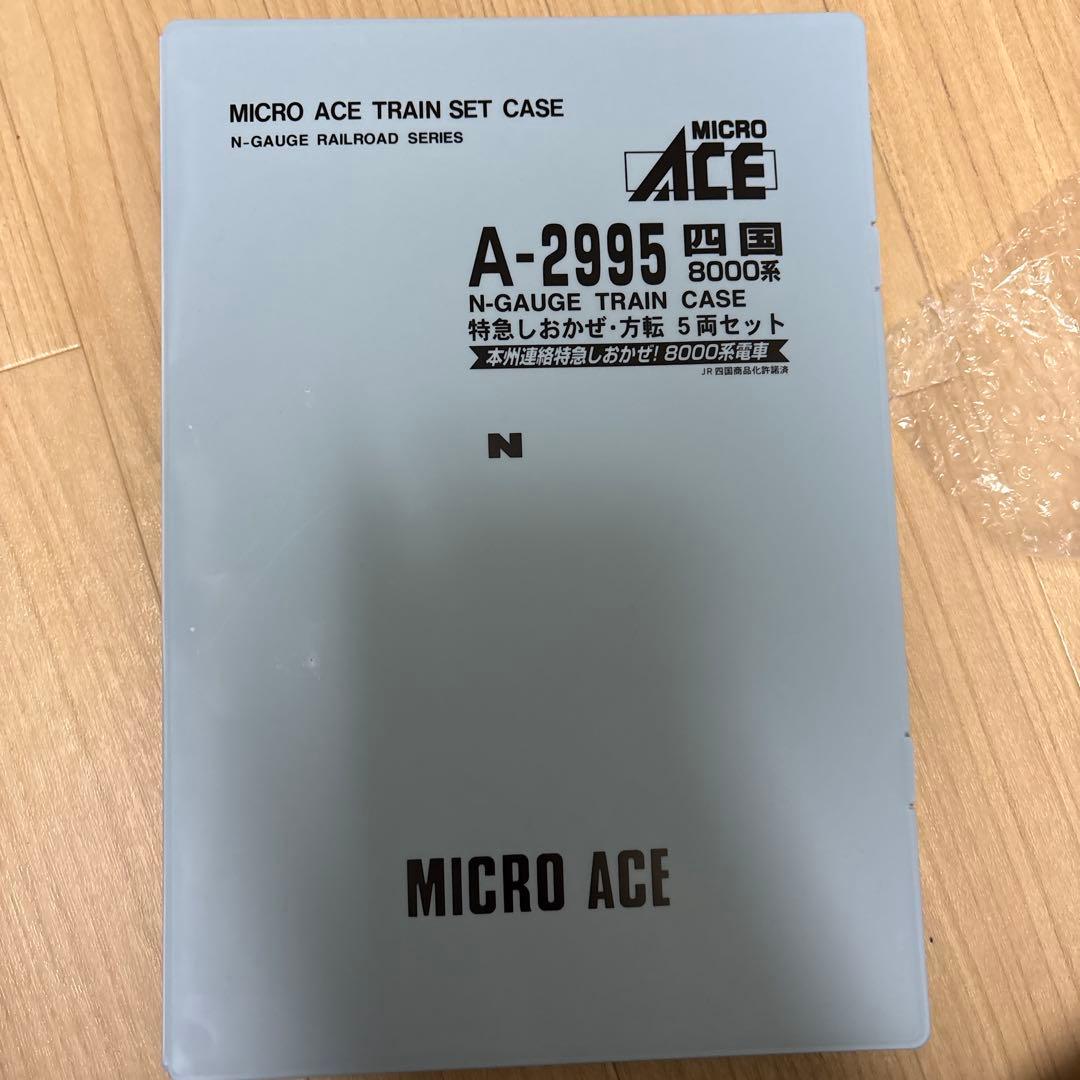 MICRO ACE TRAIN SET CASE
N-GAUGE RAILROAD SERIES
MICRO
ACE
A-2995 四国
8000系
N-GAUGE TRAIN CASE
特急しおかぜ・方転 5両セット
本州連絡特急しおかぜ! 8000系電車
JR四国商品化許諾済
N
MICRO ACE